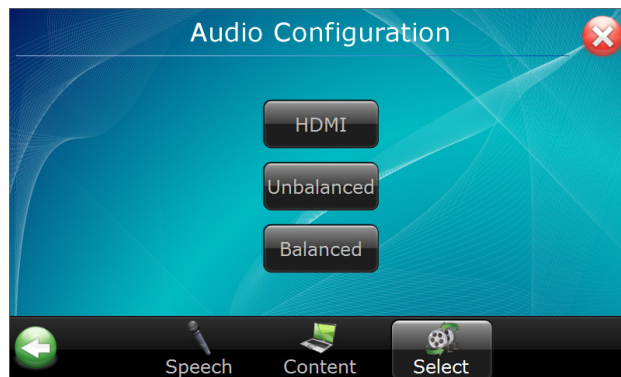 Audio Configuration
HDMI
Unbalanced
Balanced
Speech Content Select